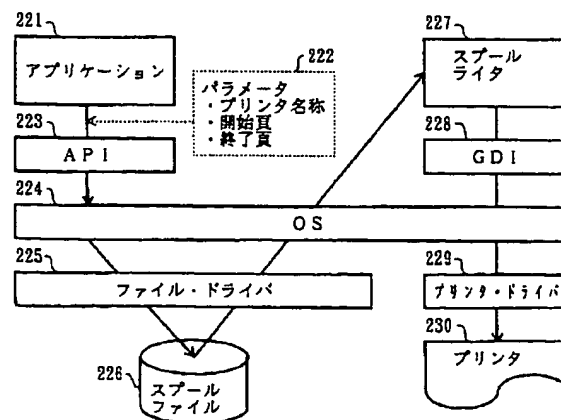 221
アプリケーション
222
パラメータ
・プリンタ名称
・開始頁
・終了頁
223
API
224
OS
225
ファイル・ドライバ
226
スプール
ファイル
227
スプール
ライタ
228
GDI
229
プリンタ・ドライバ
230
プリンタ